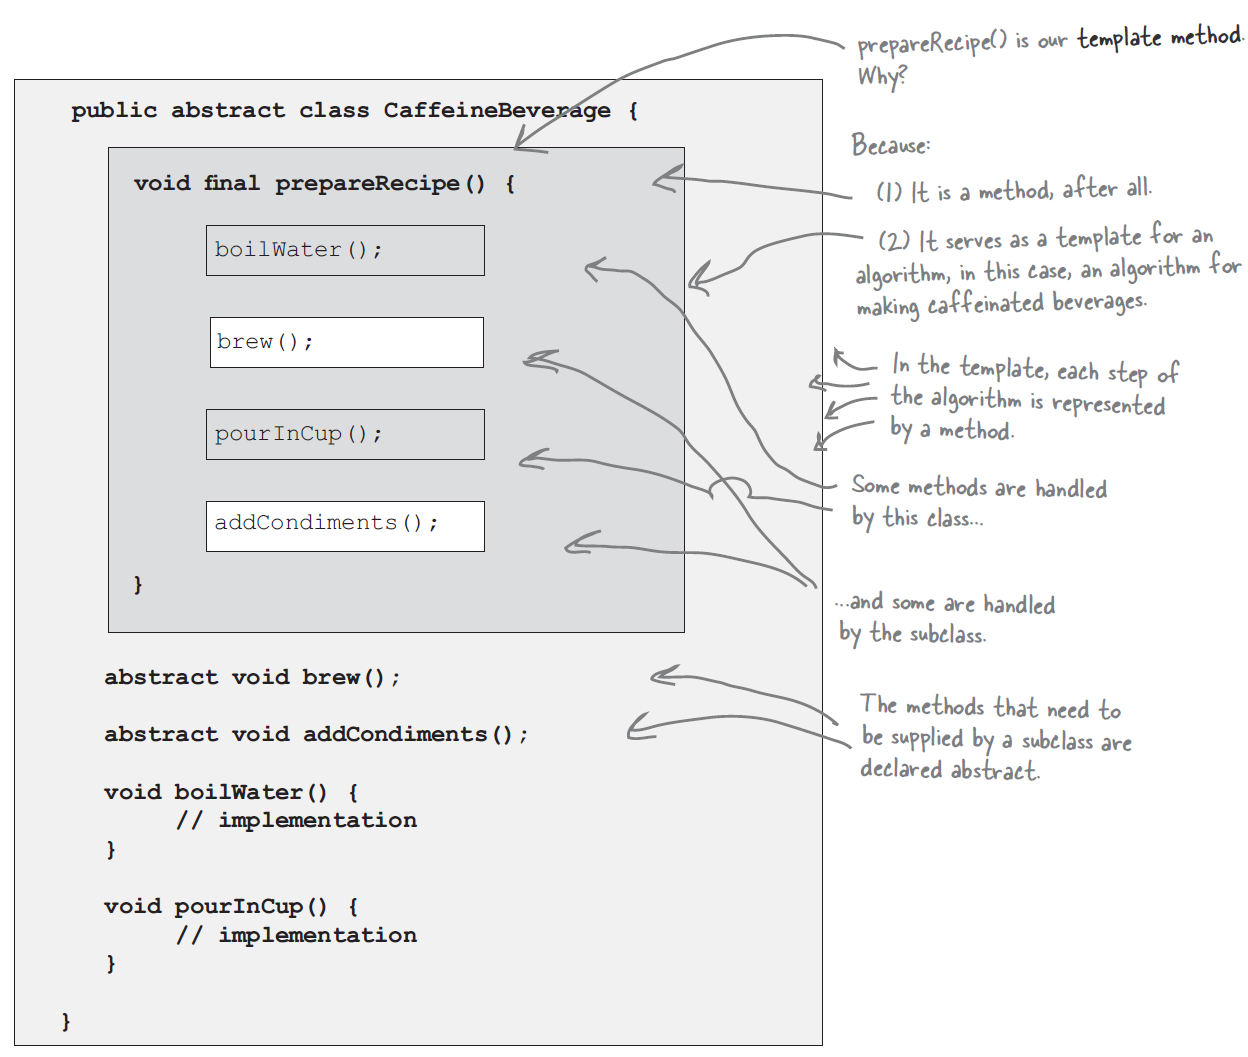 prepareRecipe() is our template method.
Why?
public abstract class CaffeineBeverage {
void final prepareRecipe() {
boilWater();
brew();
pourInCup();
addCondiments();
}
abstract void brew();
abstract void addCondiments();
void boilWater() {
// implementation
}
void pourInCup() {
// implementation
}
}
Because:
(1) It is a method, after all.
(2) It serves as a template for an
algorithm, in this case, an algorithm for
making caffeinated beverages.
In the template, each step of
the algorithm is represented
by a method.
Some methods are handled
by this class...
...and some are handled
by the subclass.
The methods that need to
be supplied by a subclass are
declared abstract.